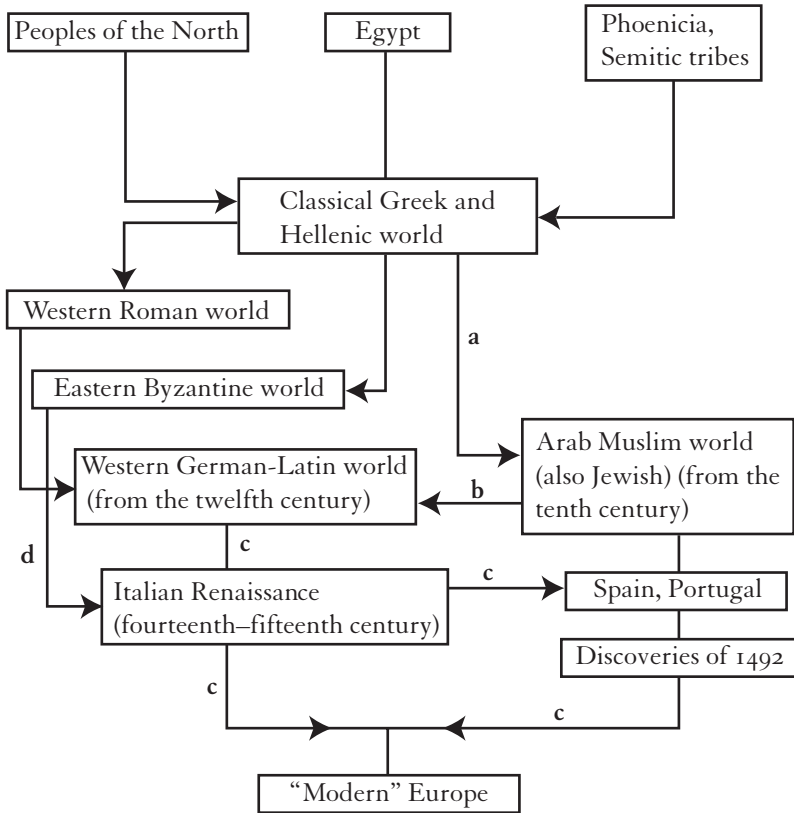 Peoples of the North
Egypt
Phoenicia,
Semitic tribes
Classical Greek and
Hellenic world
Western Roman world
a
Eastern Byzantine world
Arab Muslim world
(also Jewish) (from the
tenth century)
Western German-Latin world
(from the twelfth century)
b
c
d
Italian Renaissance
(fourteenth–fifteenth century)
c
Spain, Portugal
Discoveries of 1492
c
c
“Modern” Europe